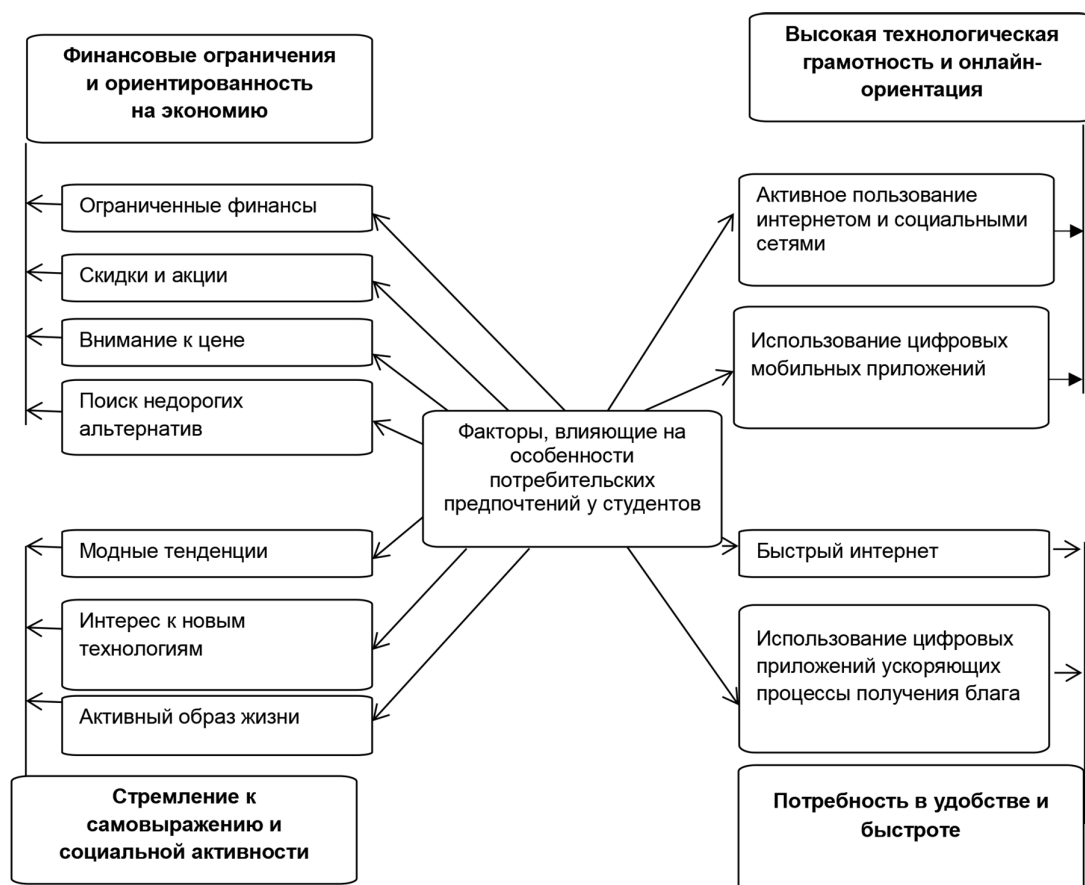 Финансовые ограничения
и ориентированность
на экономию
Ограниченные финансы
Скидки и акции
Внимание к цене
Поиск недорогих
альтернатив
Высокая технологическая
грамотность и онлайн-
ориентация
Активное пользование
интернетом и социальными
сетями
Использование цифровых
мобильных приложений
Факторы, влияющие на
особенности
потребительских
предпочтений у студентов
Модные тенденции
Интерес к новым
технологиям
Активный образ жизни
Стремление к
самовыражению и
социальной активности
Быстрый интернет
Использование цифровых
приложений ускоряющих
процессы получения блага
Потребность в удобстве и
быстроте